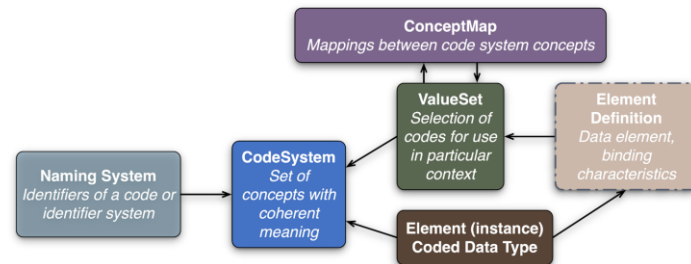 ConceptMap
Mappings between code system concepts
ValueSet
Selection of
codes for use
in particular
context
Element
Definition
Data element,
binding
characteristics
Naming System
Identifiers of a code or
identifier system
CodeSystem
Set of
concepts with
coherent
meaning
Element (instance)
Coded Data Type